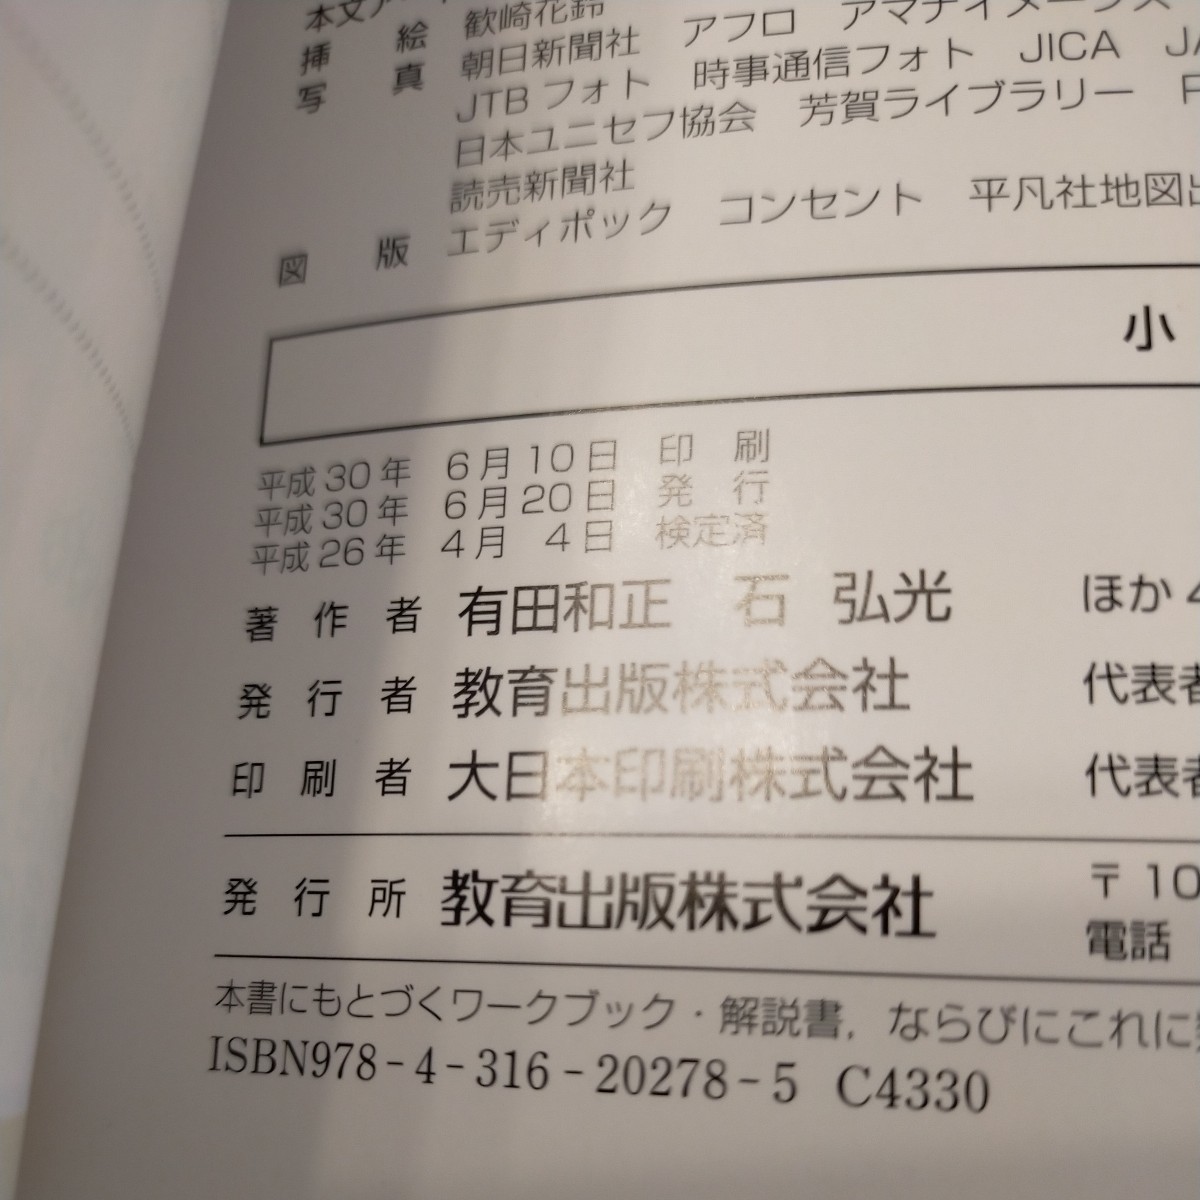 本文
挿 絵 歓崎花鈴
写 真 朝日新聞社 アフロ アマナイメージズ
JTBフォト 時事通信フォト JICA JA
日本ユニセフ協会 芳賀ライブラリー
読売新聞社
図 版 エディポック コンセント 平凡社地図出
小
平成30年 6月10日 印 刷
平成30年 6月20日 発 行
平成26年 4月 4日 検定済
著 作 者 有田和正 石 弘光 ほか4
発 行 者 教育出版株式会社 代表者
印 刷 者 大日本印刷株式会社 代表者
発 行 所 教育出版株式会社 〒10
電話
本書にもとづくワークブック・解説書,ならびにこれに
ISBN978-4-316-20278-5 C4330